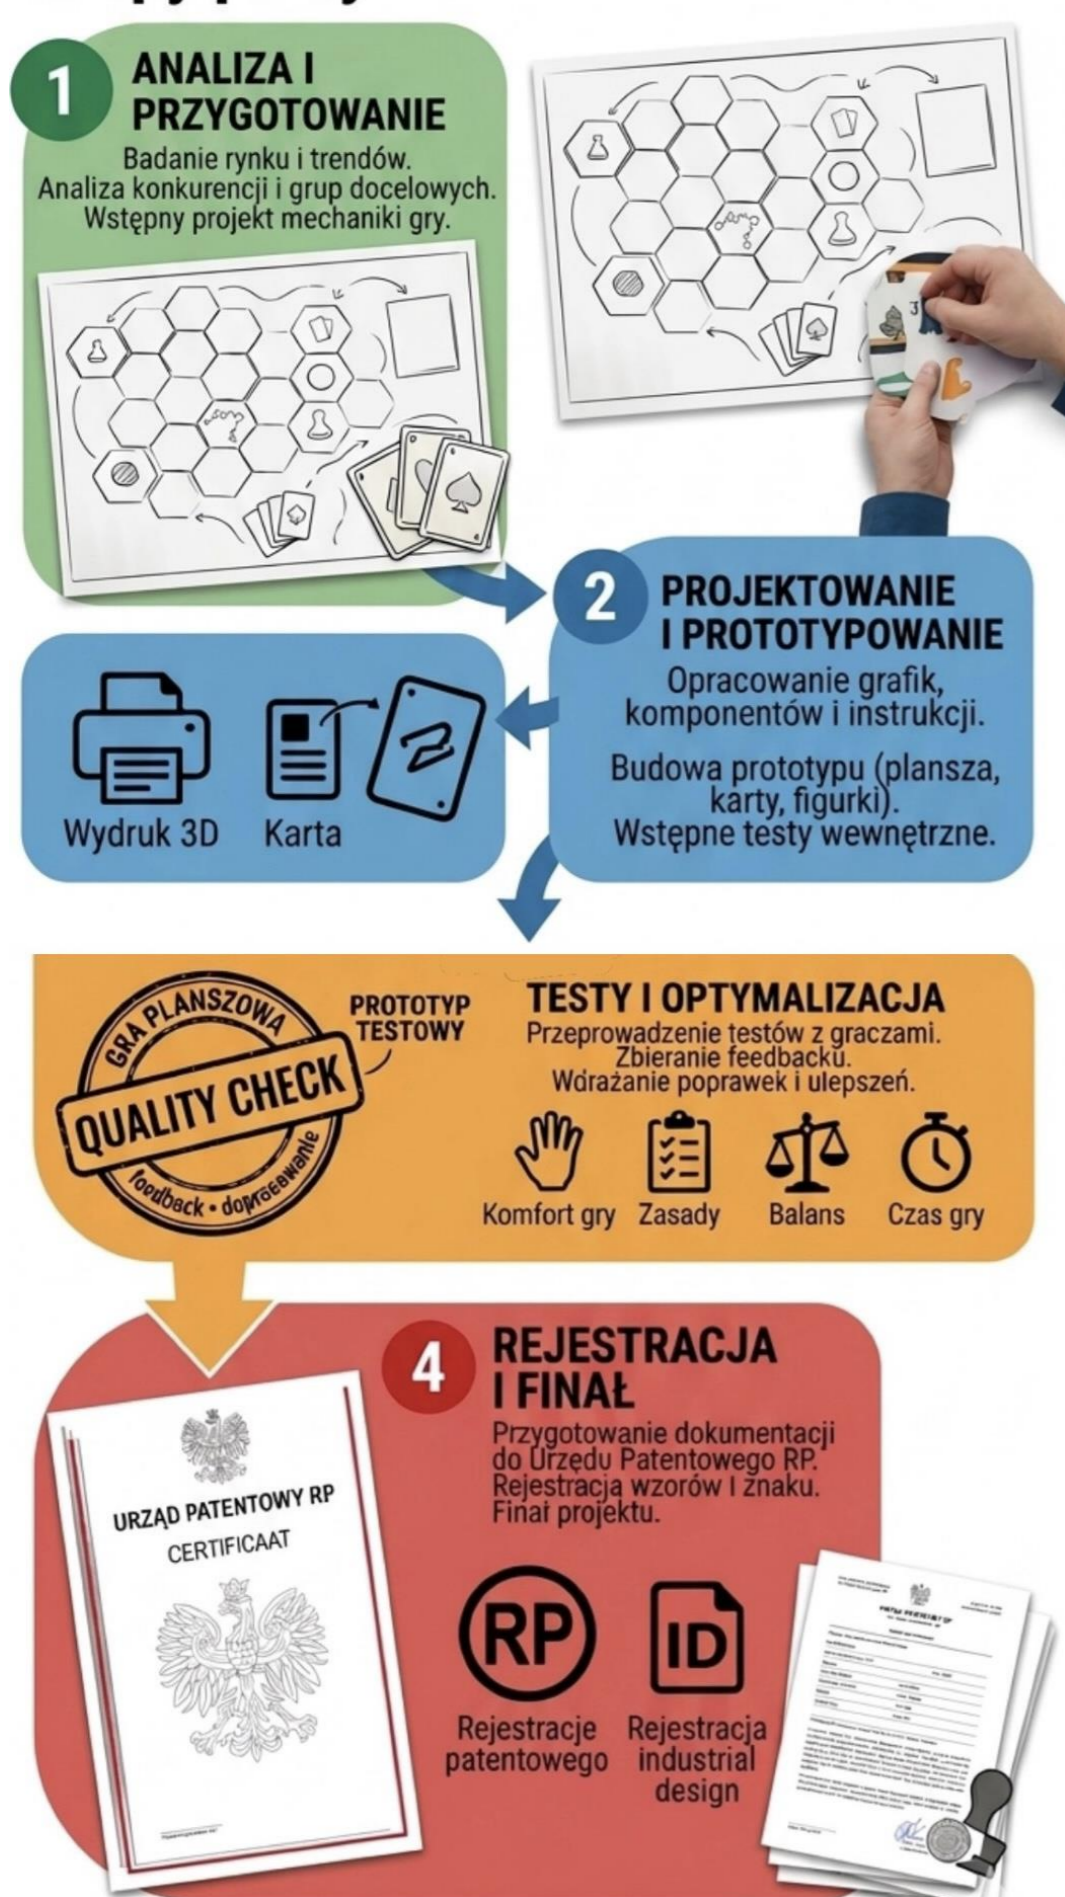 1
ANALIZA I
PRZYGOTOWANIE
Badanie rynku i trendów.
Analiza konkurencji i grup docelowych.
Wstępny projekt mechaniki gry.
3
2
PROJEKTOWANIE
I PROTOTYPOWANIE
Opracowanie grafik,
komponentów i instrukcji.
Budowa prototypu (plansza,
karty, figurki).
Wstępne testy wewnętrzne.
Wydruk 3D
Karta
GRA PLANSZOWA
QUALITY CHECK
PROTOTYP
TESTOWY
TESTY I OPTYMALIZACJA
Przeprowadzenie testów z graczami.
Zbieranie feedbacku.
Wdrażanie poprawek i ulepszeń.
Komfort gry
Zasady
Balans
Czas gry
4
REJESTRACJA
I FINAŁ
Przygotowanie dokumentacji
do Urzędu Patentowego RP.
Rejestracja wzorów I znaku.
Finał projektu.
URZĄD PATENTOWY RP
CERTIFICAAT
RP
ID
Rejestracje
patentowego
Rejestracja
industrial
design